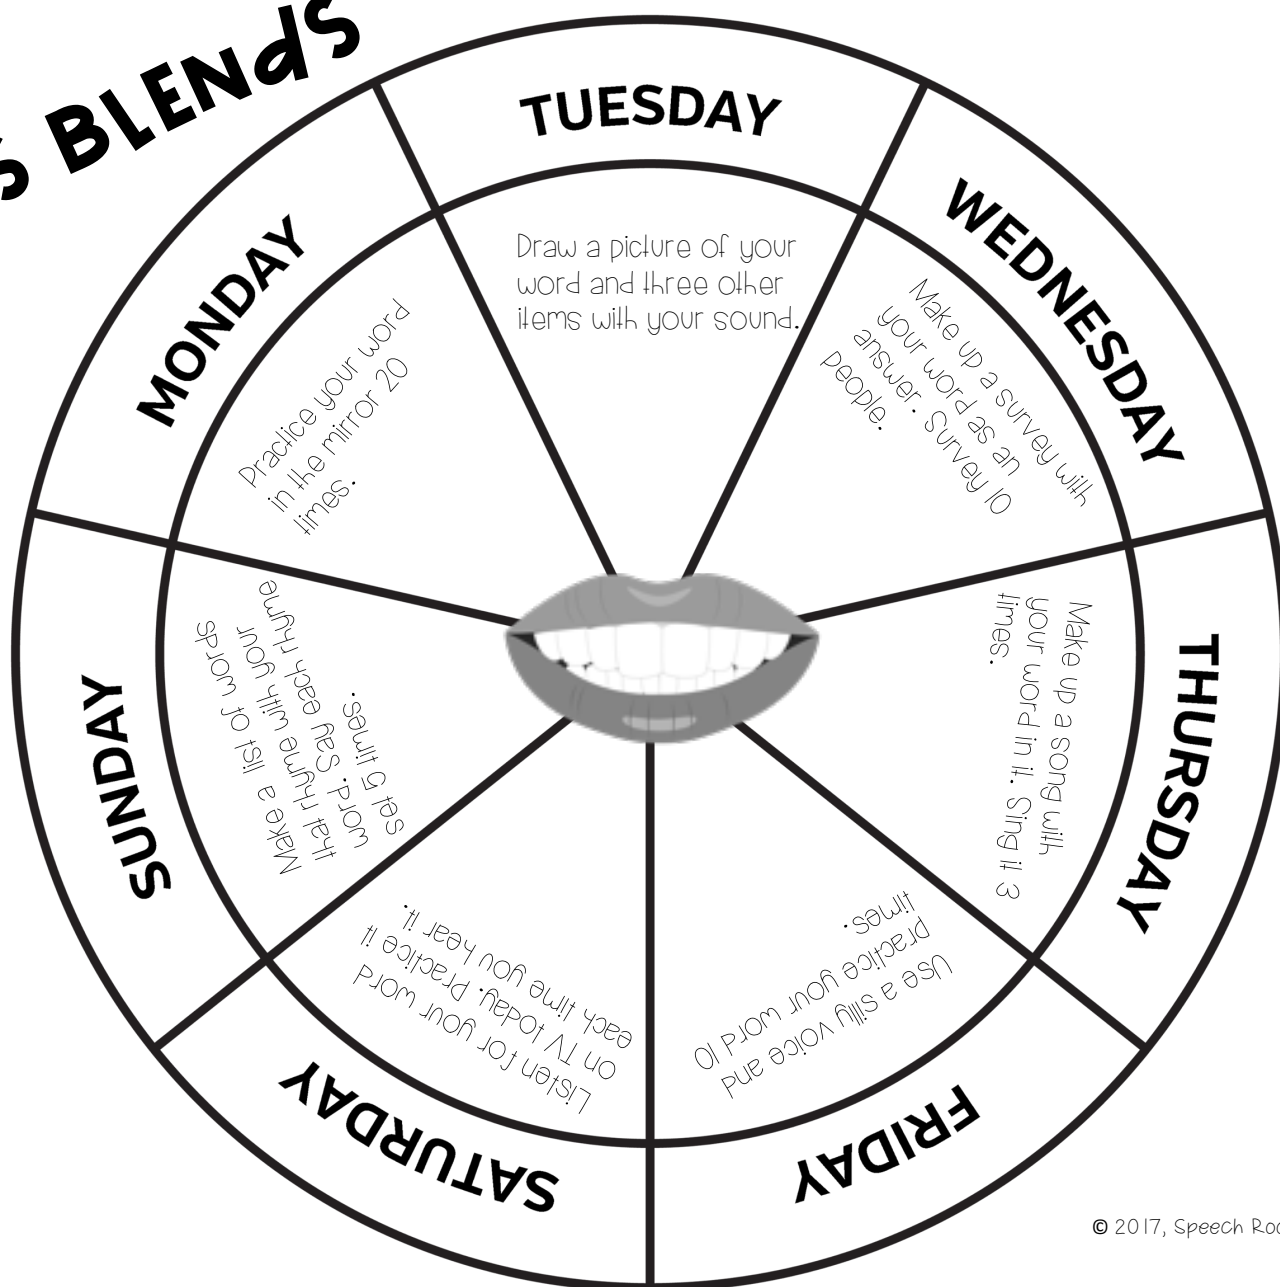 S BLENdS
MONDAY
Practice your word
in the mirror 20
times.
TUESDAY
Draw a picture of your
word and three other
items with your sound.
WEDNESDAY
Make up a survey with
your word as an
answer. Survey 10
people.
THURSDAY
Make up a song with
your word in it. Sing it 3
times.
FRIDAY
Use a silly voice and
practice your word 10
times.
SATURDAY
Listen for your word
on TV today. Practice it
each time you hear it.
SUNDAY
Make a list of words
that rhyme with your
word. Say each rhyme
set 5 times.
© 2017, Speech